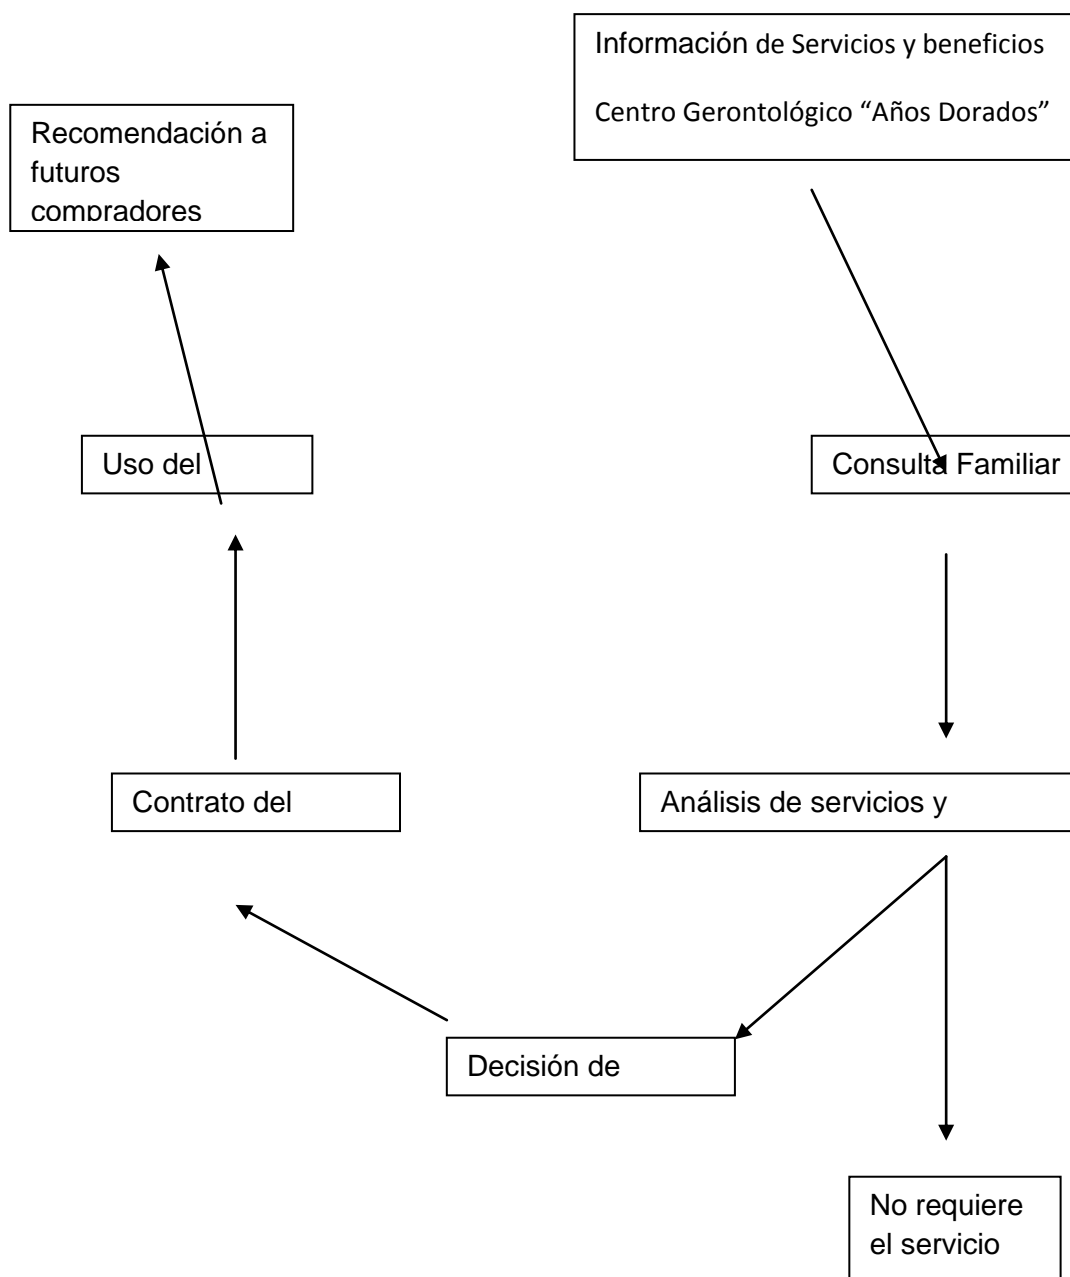 Información de Servicios y beneficios
Centro Gerontológico “Años Dorados”
Recomendación a
futuros
compradores
Uso del
Consulta Familiar
Contrato del
Análisis de servicios y
Decisión de
No requiere
el servicio